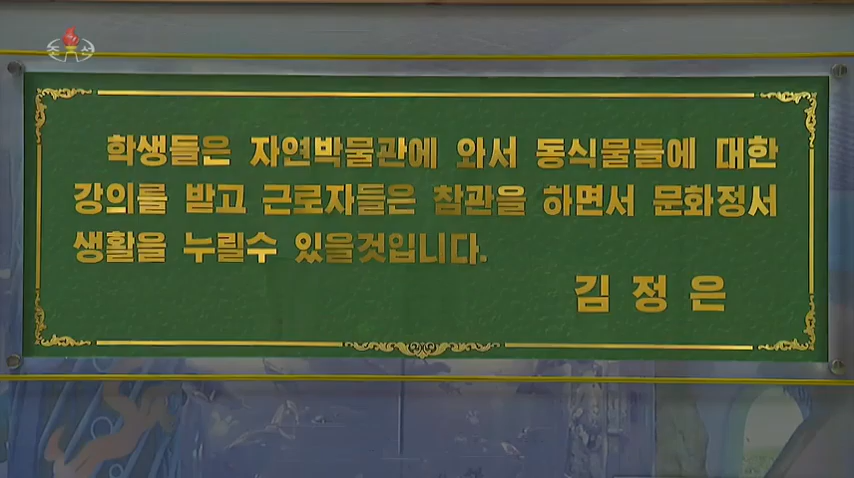 조 선
학생들은 자연박물관에 와서 동식물들에 대한
강의를 받고 근로자들은 참관을 하면서 문화정서
생활을 누릴수 있을것입니다.
김정은